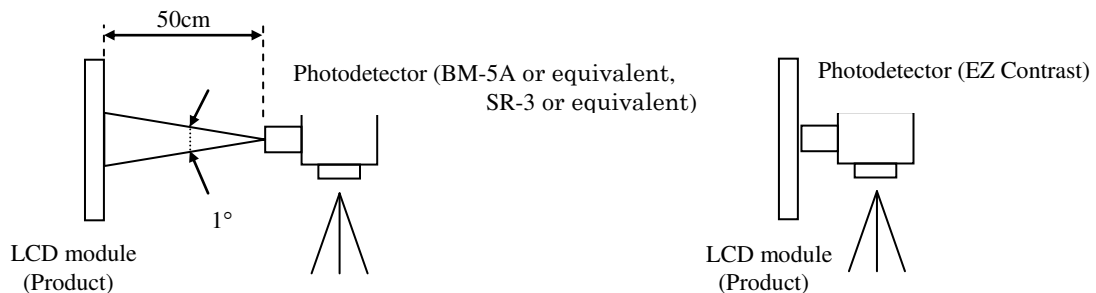 50cm
Photodetector (BM-5A or equivalent,
SR-3 or equivalent)
1°
LCD module
(Product)
Photodetector (EZ Contrast)
LCD module
(Product)